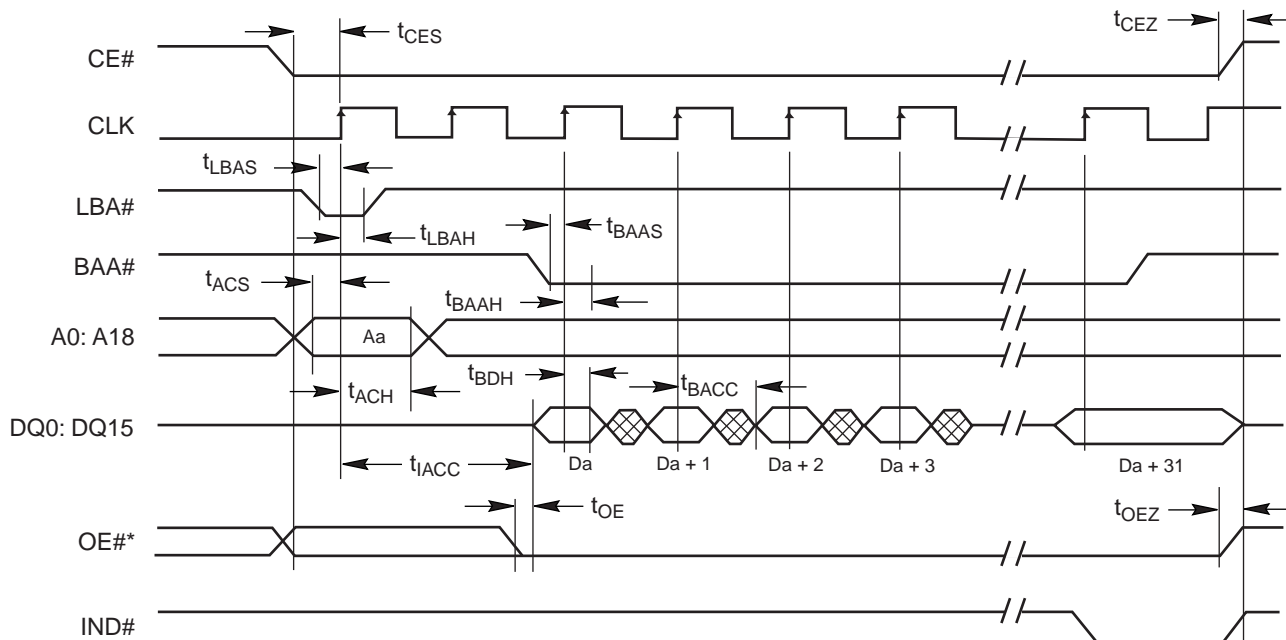 tCES
tCEZ
CE#
CLK
tLBAS
LBA#
tLBAH
tBAAS
BAA#
tACS
tBAAH
A0: A18
Aa
tACH
tBDH
tBACC
DQ0: DQ15
Da
Da + 1
Da + 2
Da + 3
Da + 31
tIACC
tOE
tOEZ
OE#*
IND#